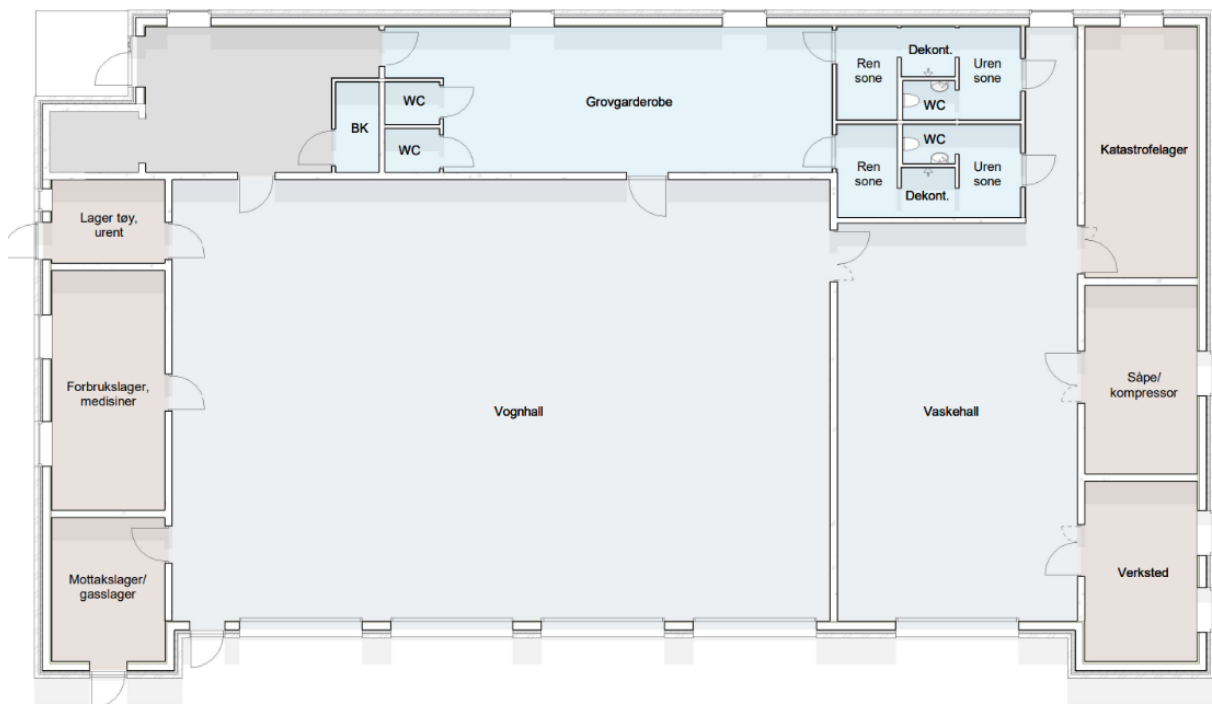 Dekont.
Ren
sone
Uren
sone
WC
Grovgarderobe
WC
BK
WC
WC
Ren
sone
Uren
sone
Dekont.
Katastrofelager
Lager tøy,
urent
Forbrukslager,
medisiner
Vognhall
Vaskehall
Såpe/
kompressor
Mottakslager/
gasslager
Verksted